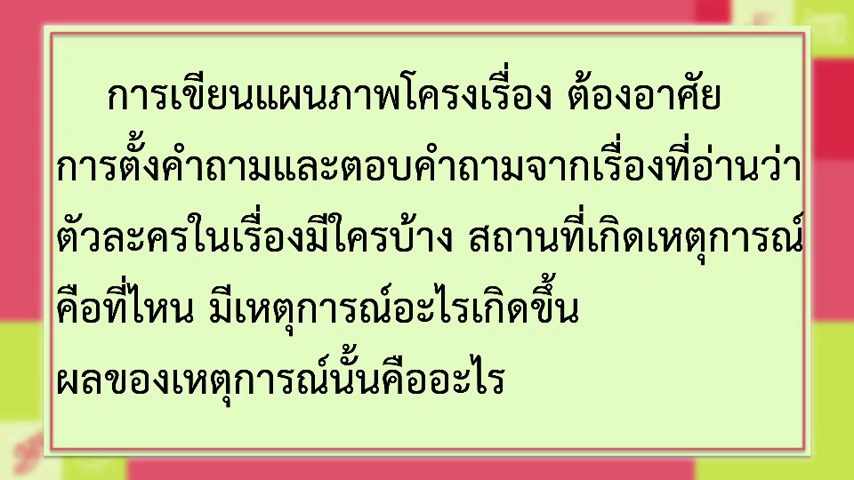 การเขียนแผนภาพโครงเรื่อง ต้องอาศัย
การตั้งคำถามและตอบคำถามจากเรื่องที่อ่านว่า
ตัวละครในเรื่องมีใครบ้าง สถานที่เกิดเหตุการณ์
คือที่ไหน มีเหตุการณ์อะไรเกิดขึ้น
ผลของเหตุการณ์นั้นคืออะไร